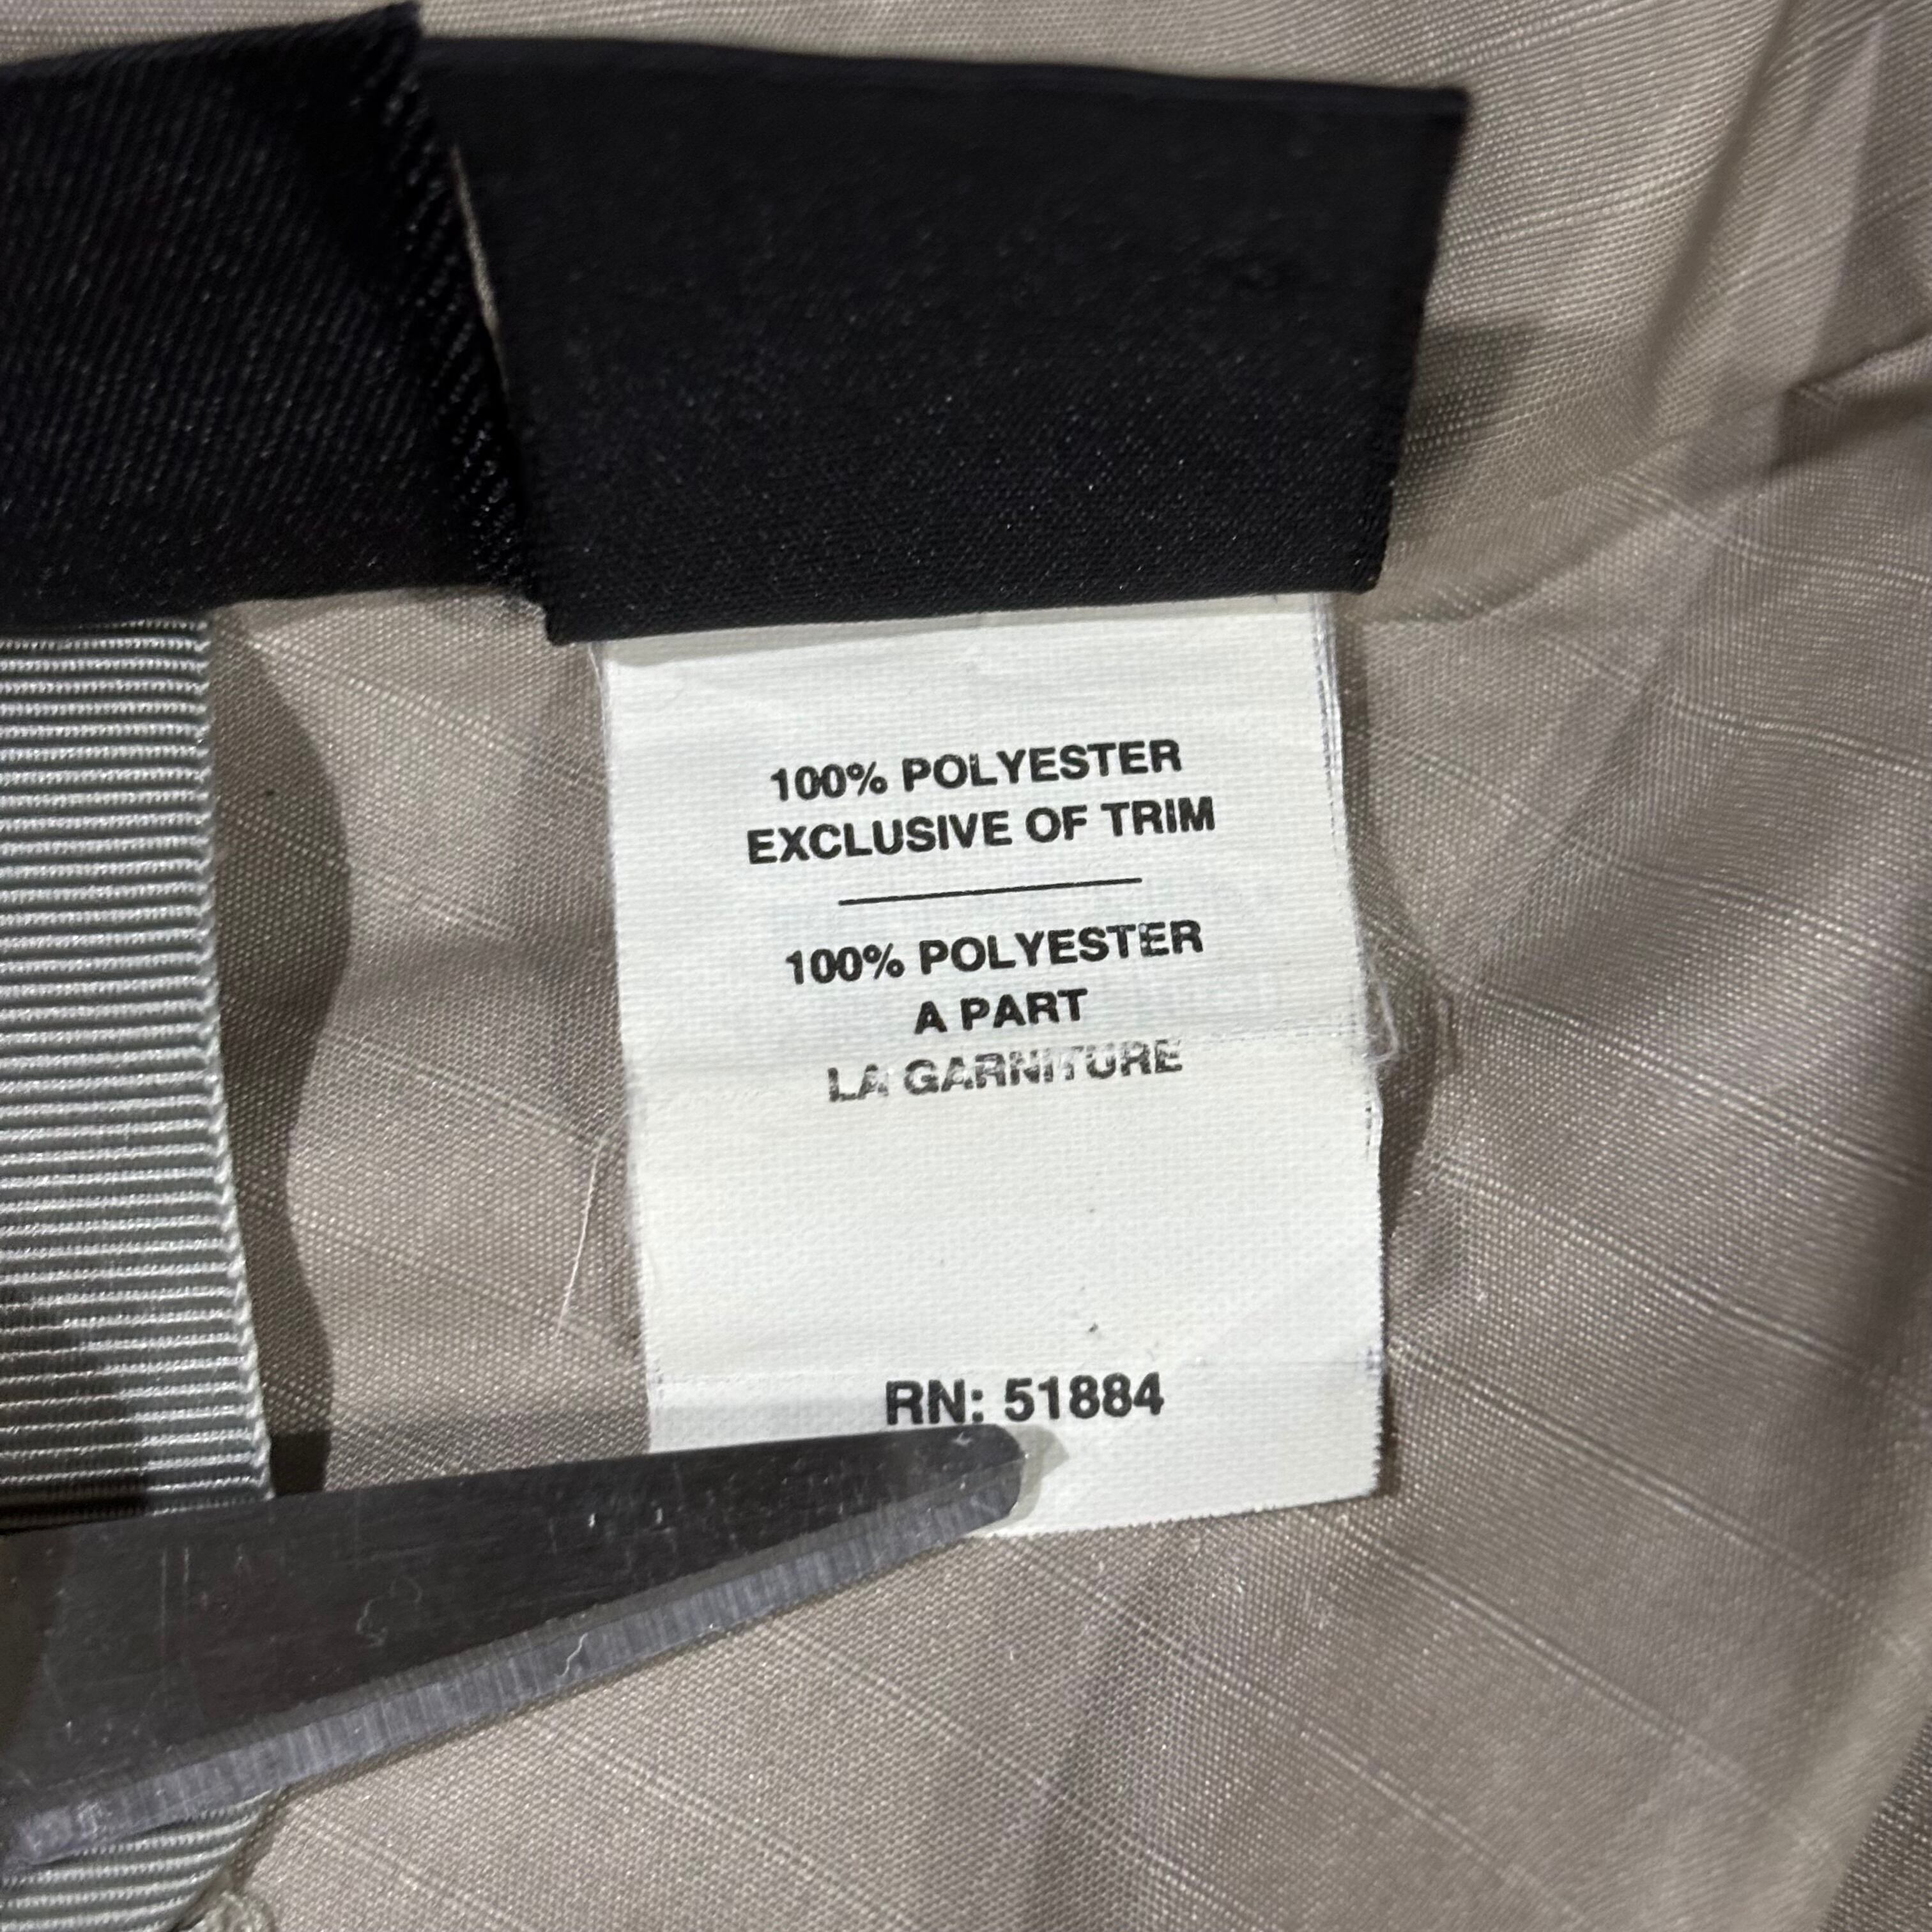 100% POLYESTER
EXCLUSIVE OF TRIM
100% POLYESTER
A PART
LA GARNITURE
RN: 51884